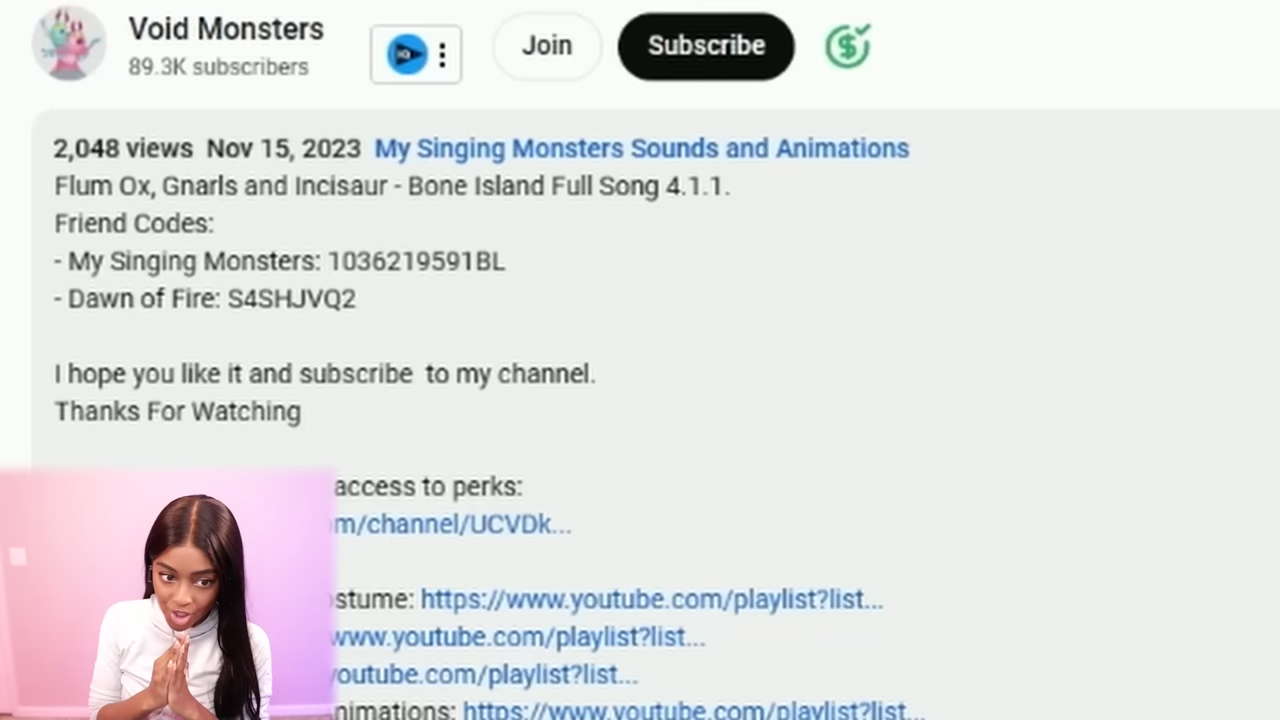 Void Monsters
89.3K subscribers
Join
Subscribe
2,048 views Nov 15, 2023 My Singing Monsters Sounds and Animations
Flum Ox, Gnarls and Incisaur - Bone Island Full Song 4.1.1.
Friend Codes:
- My Singing Monsters: 1036219591BL
- Dawn of Fire: S4SHJVQ2
I hope you like it and subscribe to my channel.
Thanks For Watching
access to perks:
m/channel/UCVDk...
ostume: https://www.youtube.com/playlist?list...
www.youtube.com/playlist?list...
youtube.com/playlist?list...
nimations: https://www.youtube.com/playlist?list...